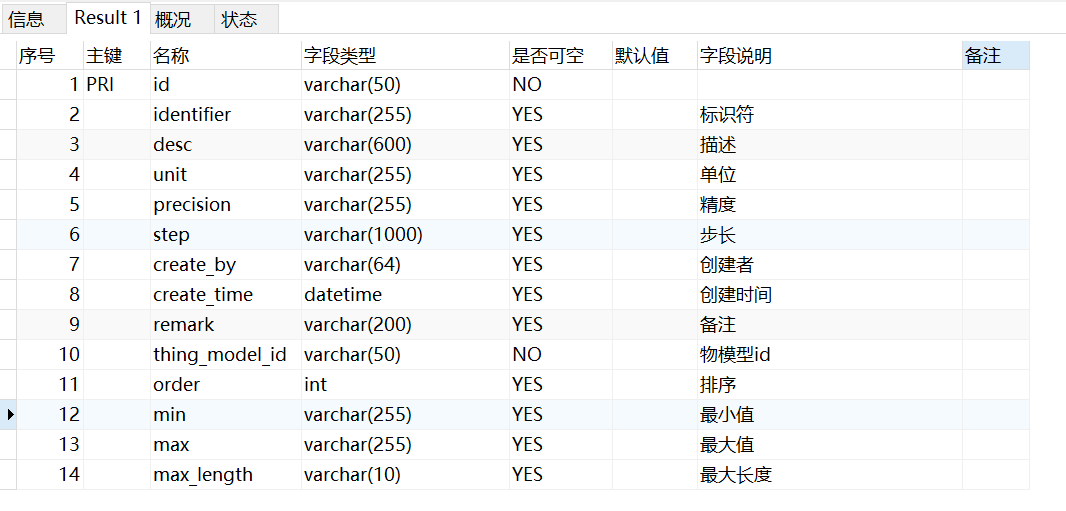 信息 Result 1 概况 状态
序号 主键 名称 字段类型 是否可空 默认值 字段说明 备注
1 PRI id varchar(50) NO
2 identifier varchar(255) YES 标识符
3 desc varchar(600) YES 描述
4 unit varchar(255) YES 单位
5 precision varchar(255) YES 精度
6 step varchar(1000) YES 步长
7 create_by varchar(64) YES 创建者
8 create_time datetime YES 创建时间
9 remark varchar(200) YES 备注
10 thing_model_id varchar(50) NO 物模型id
11 order int YES 排序
12 min varchar(255) YES 最小值
13 max varchar(255) YES 最大值
14 max_length varchar(10) YES 最大长度